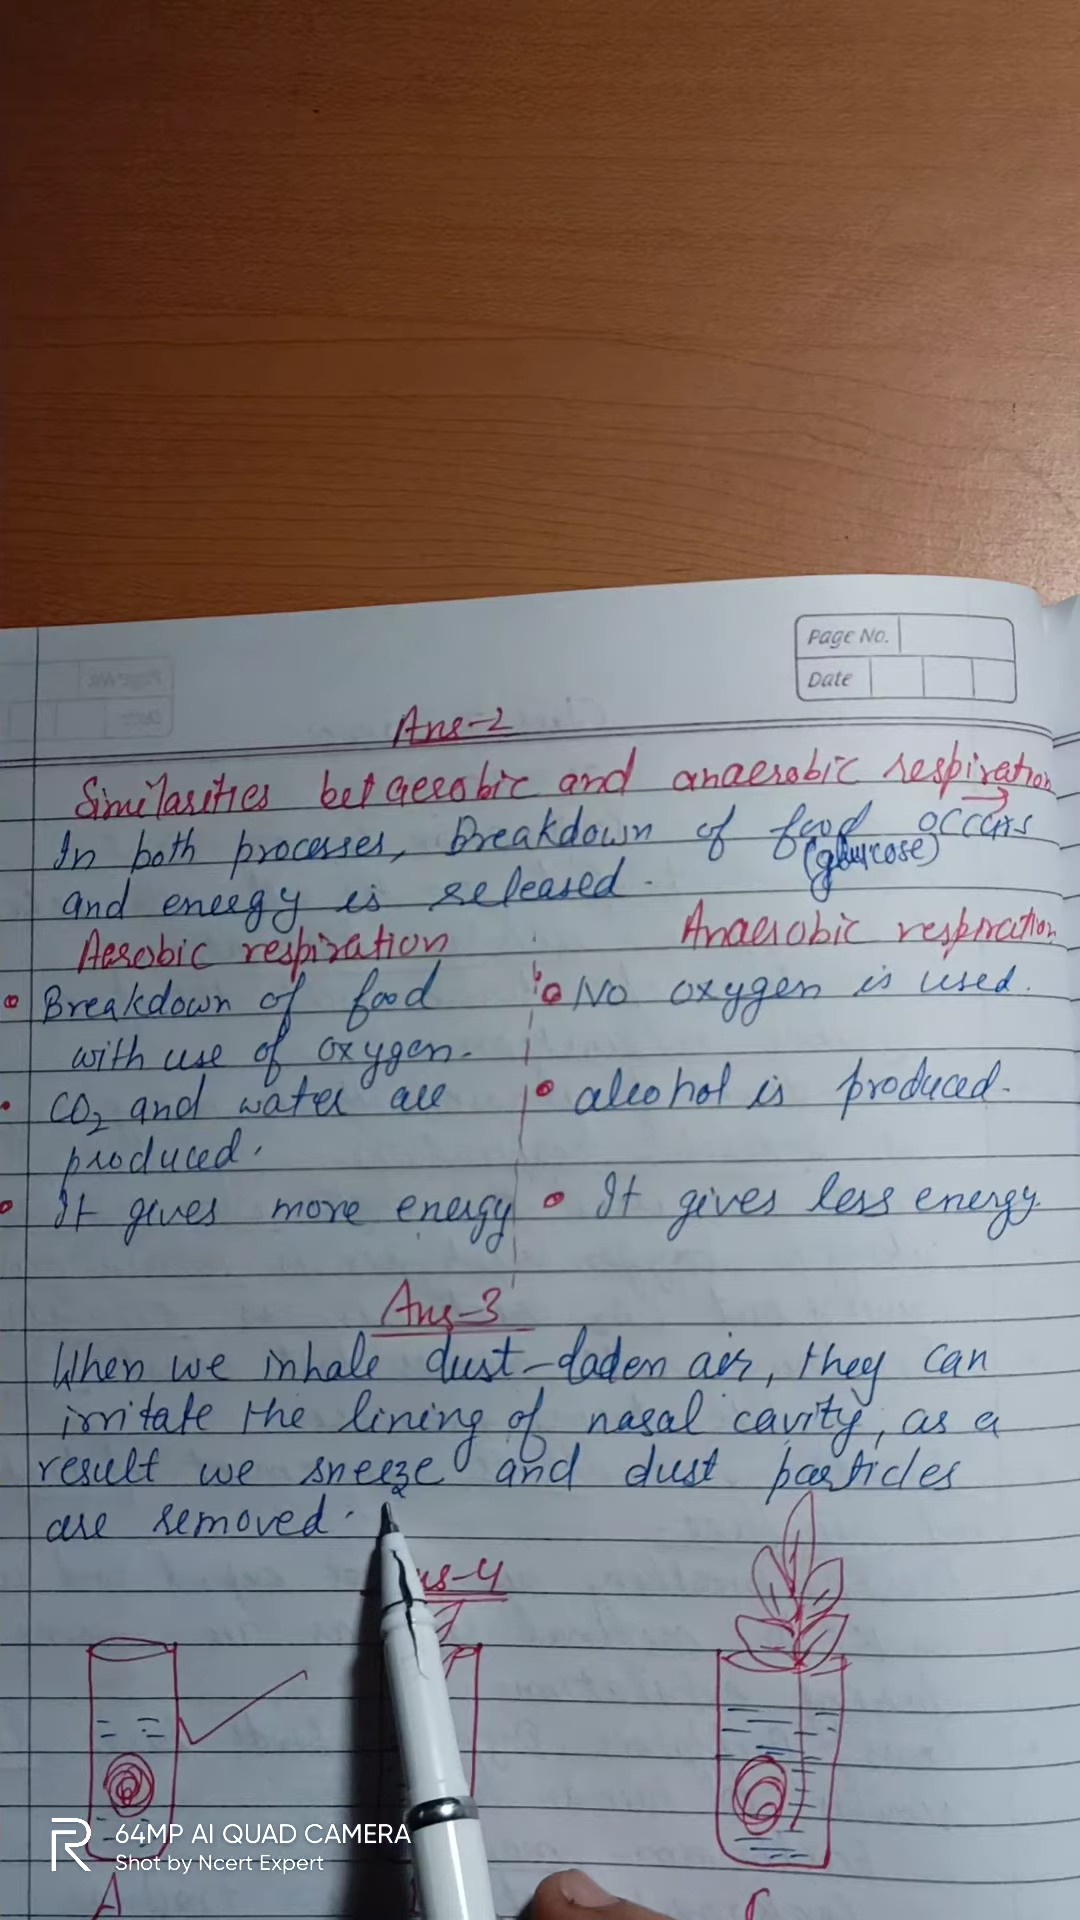 Page No.
Date
Ans-2
Similarities bet aerobic and anaerobic respiration
In both processes, Breakdown of food occurs
(glucose)
and energy is released.
Aerobic respiration
Anaerobic respiration
Breakdown of food
with use of oxygen.
No oxygen is used.
CO2 and water are
produced.
alcohol is produced.
It gives more energy
It gives less energy.
Ans-3
When we inhale dust-laden air, they can
irritate the lining of nasal cavity, as a
result we sneeze and dust particles
are removed.
ns-4
A
64MP AI QUAD CAMERA
Shot by Ncert Expert